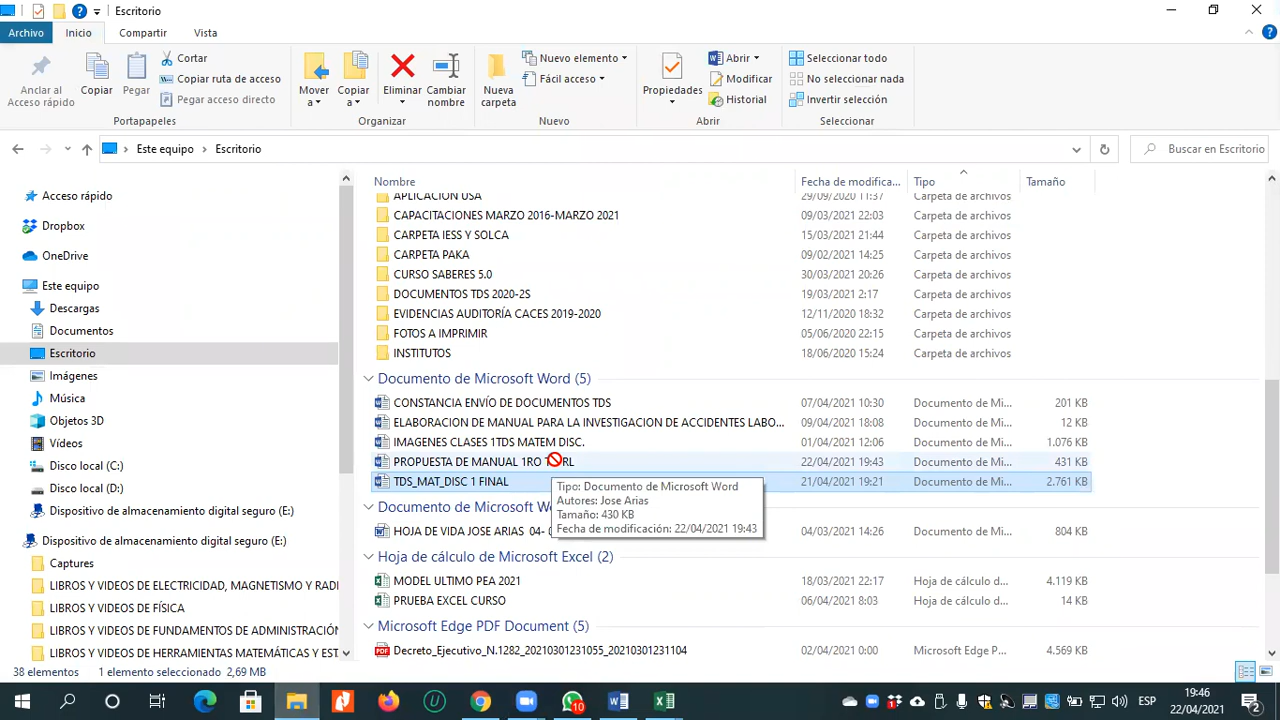 Escritorio
Archivo Inicio Compartir Vista
Anclar al Acceso rápido
Copiar
Pegar
Cortar
Copiar ruta de acceso
Pegar acceso directo
Portapapeles
Mover a
Copiar a
Eliminar
Cambiar nombre
Organizar
Nueva carpeta
Nuevo elemento
Fácil acceso
Nuevo
Propiedades
Abrir
Modificar
Historial
Abrir
Seleccionar todo
No seleccionar nada
Invertir selección
Seleccionar
Este equipo Escritorio
Buscar en Escritorio
Acceso rápido
Dropbox
OneDrive
Este equipo
Descargas
Documentos
Escritorio
Imágenes
Música
Objetos 3D
Vídeos
Disco local (C:)
Disco local (D:)
Dispositivo de almacenamiento digital seguro (E:)
Dispositivo de almacenamiento digital seguro (E:)
Captures
LIBROS Y VIDEOS DE ELECTRICIDAD, MAGNETISMO Y RADI
LIBROS Y VIDEOS DE FÍSICA
LIBROS Y VIDEOS DE FUNDAMENTOS DE ADMINISTRACIÓN
LIBROS Y VIDEOS DE HERRAMIENTAS MATEMÁTICAS Y EST
Nombre Fecha de modifica... Tipo Tamaño
APLICACION USA 29/09/2020 11:37 Carpeta de archivos
CAPACITACIONES MARZO 2016-MARZO 2021 09/03/2021 22:03 Carpeta de archivos
CARPETA IESS Y SOLCA 15/03/2021 21:44 Carpeta de archivos
CARPETA PAKA 09/02/2021 14:25 Carpeta de archivos
CURSO SABERES 5.0 30/03/2021 20:26 Carpeta de archivos
DOCUMENTOS TDS 2020-2S 19/03/2021 2:17 Carpeta de archivos
EVIDENCIAS AUDITORÍA CACES 2019-2020 12/11/2020 18:32 Carpeta de archivos
FOTOS A IMPRIMIR 05/06/2020 22:15 Carpeta de archivos
INSTITUTOS 18/06/2020 15:24 Carpeta de archivos
Documento de Microsoft Word (5)
CONSTANCIA ENVÍO DE DOCUMENTOS TDS 07/04/2021 10:30 Documento de Mi... 201 KB
ELABORACION DE MANUAL PARA LA INVESTIGACION DE ACCIDENTES LABO... 09/04/2021 18:08 Documento de Mi... 12 KB
IMAGENES CLASES 1TDS MATEM DISC. 01/04/2021 12:06 Documento de Mi... 1.076 KB
PROPUESTA DE MANUAL 1RO 22/04/2021 19:43 Documento de Mi... 431 KB
TDS_MAT_DISC 1 FINAL 21/04/2021 19:21 Documento de Mi... 2.761 KB
Tipo: Documento de Microsoft Word
Autores: Jose Arias
Tamaño: 430 KB
Fecha de modificación: 22/04/2021 19:43
Documento de Microsoft
HOJA DE VIDA JOSE ARIAS 04- 04/03/2021 14:26 Documento de Mi... 804 KB
Hoja de cálculo de Microsoft Excel (2)
MODEL ULTIMO PEA 2021 18/03/2021 22:17 Hoja de cálculo d... 4.119 KB
PRUEBA EXCEL CURSO 06/04/2021 8:03 Hoja de cálculo d... 14 KB
Microsoft Edge PDF Document (5)
Decreto_Ejecutivo_N.1282_20210301231055_20210301231104 02/04/2021 0:00 Microsoft Edge P... 4.569 KB
38 elementos 1 elemento seleccionado 2,69 MB
10
ESP
19:46
22/04/2021
2